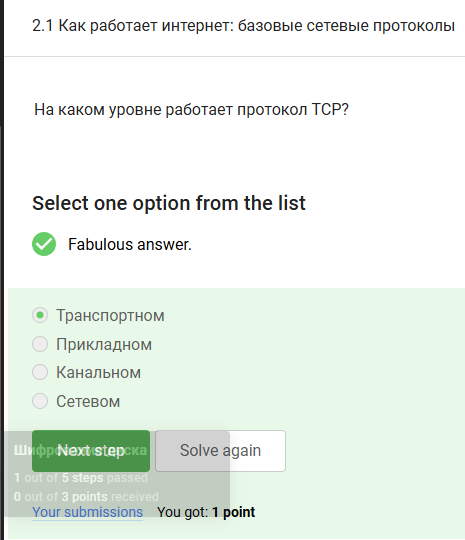 2.1 Как работает интернет: базовые сетевые протоколы
На каком уровне работает протокол TCP?
Select one option from the list
Fabulous answer.
Транспортном
Прикладном
Канальном
Сетевом
Next step
Solve again
1 out of 5 steps passed
0 out of 3 points received
Your submissions You got: 1 point